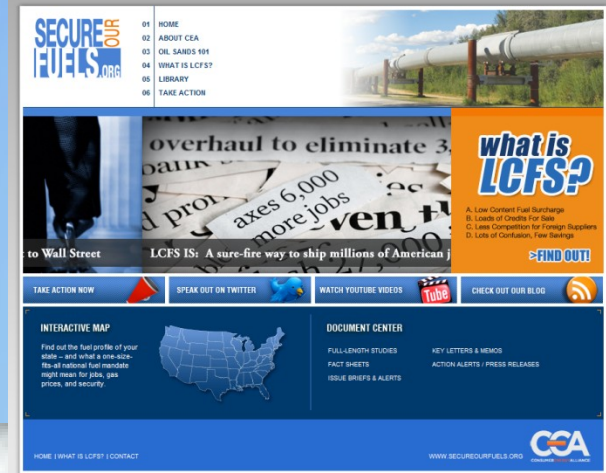 SECURE OUR
FUELS.ORG
01 HOME
02 ABOUT CEA
03 OIL SANDS 101
04 WHAT IS LCFS?
05 LIBRARY
06 TAKE ACTION
overhaul to eliminate 3,
axes 6,000
more jobs
t to Wall Street
LCFS IS: A sure-fire way to ship millions of American j
what is
LCFS?
A. Low Content Fuel Surcharge
B. Loads of Credits For Sale
C. Less Competition for Foreign Suppliers
D. Lots of Confusion, Few Savings
>FIND OUT!
TAKE ACTION NOW
SPEAK OUT ON TWITTER
WATCH YOUTUBE VIDEOS
Tube
CHECK OUT OUR BLOG
INTERACTIVE MAP
Find out the fuel profile of your
state – and what a one-size-
fits-all national fuel mandate
might mean for jobs, gas
prices, and security.
DOCUMENT CENTER
FULL-LENGTH STUDIES
FACT SHEETS
ISSUE BRIEFS & ALERTS
KEY LETTERS & MEMOS
ACTION ALERTS / PRESS RELEASES
HOME | WHAT IS LCFS? | CONTACT
WWW.SECUREOURFUELS.ORG
CEA
CONSUMER ENERGY ALLIANCE